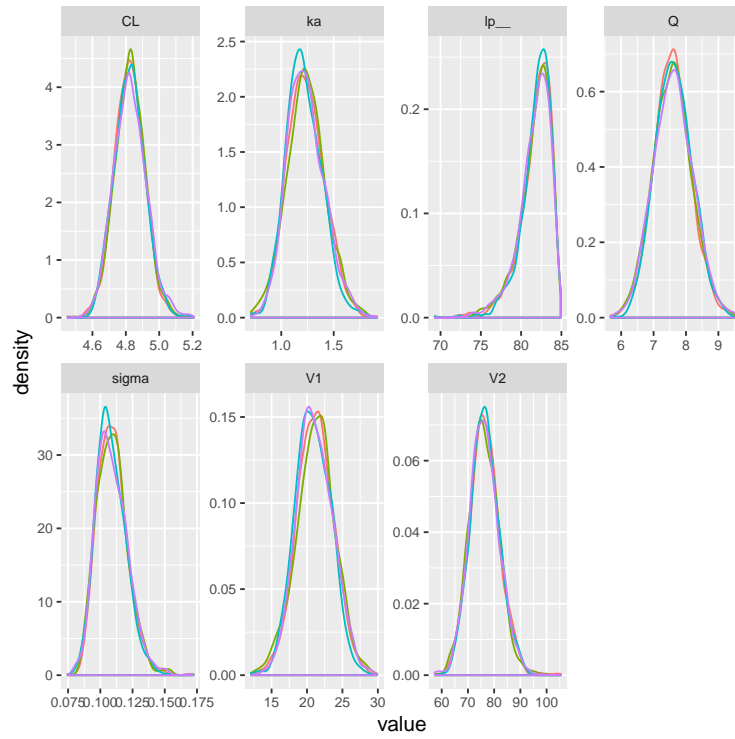 CL ka lp__ Q
4 3 2 1 0
2.5 2.0 1.5 1.0 0.5 0.0
0.2 0.1 0.0
0.6 0.4 0.2 0.0
4.6 4.8 5.0 5.2 1.0 1.5 70 75 80 85 6 7 8 9
density
sigma V1 V2
30 20 10 0
0.15 0.10 0.05 0.00
0.06 0.04 0.02 0.00
0.075 0.100 0.125 0.150 0.175 15 20 25 30 60 70 80 90 100
value